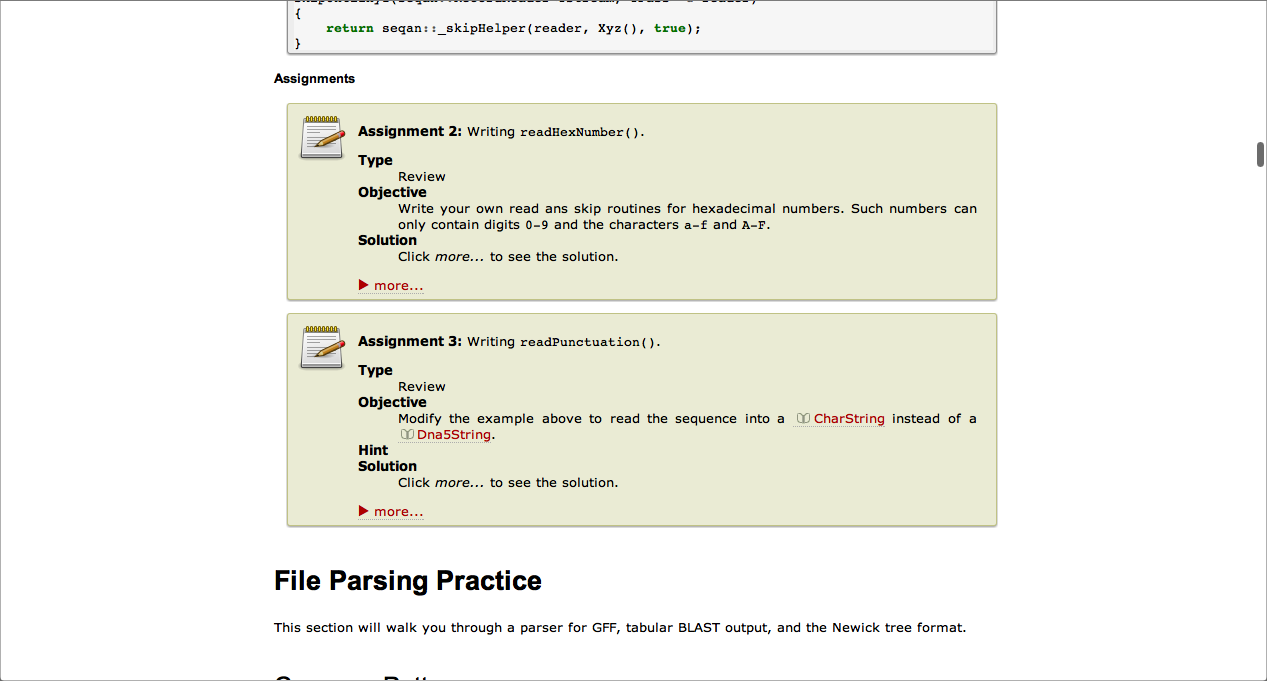 {
return seqan::_skipHelper(reader, Xyz(), true);
}
Assignments
Assignment 2: Writing readHexNumber().
Type
Review
Objective
Write your own read ans skip routines for hexadecimal numbers. Such numbers can
only contain digits 0-9 and the characters a-f and A-F.
Solution
Click more... to see the solution.
more...
Assignment 3: Writing readPunctuation().
Type
Review
Objective
Modify the example above to read the sequence into a CharString instead of a
Dna5String.
Hint
Solution
Click more... to see the solution.
more...
File Parsing Practice
This section will walk you through a parser for GFF, tabular BLAST output, and the Newick tree format.